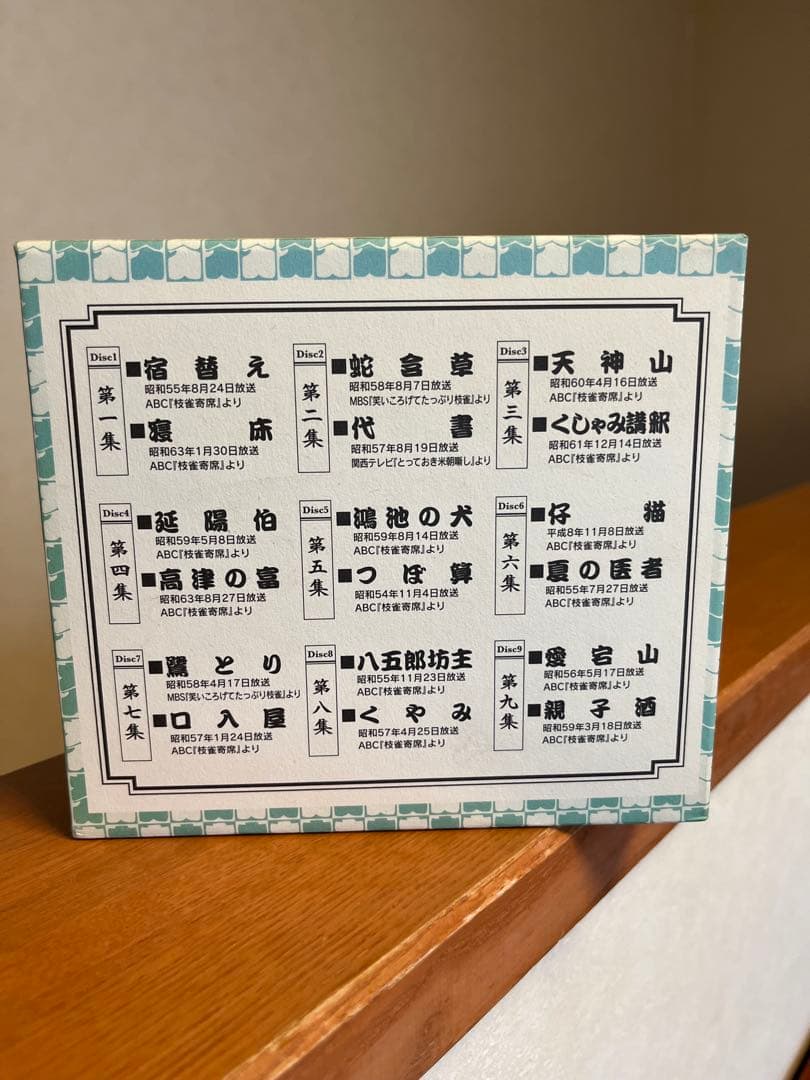 Disc1
第一集
■宿替え
昭和55年8月24日放送
ABC『枝雀寄席』より
■寝床
昭和63年1月30日放送
ABC『枝雀寄席』より
Disc2
第二集
■蛇含草
昭和58年8月7日放送
MBS『笑いころげてたっぷり枝雀』より
■代書
昭和57年8月19日放送
関西テレビ『とっておき米朝噺し』より
Disc3
第三集
■天神山
昭和60年4月16日放送
ABC『枝雀寄席』より
■くしゃみ講釈
昭和61年12月14日放送
ABC『枝雀寄席』より
Disc4
第四集
■延陽伯
昭和59年5月8日放送
ABC『枝雀寄席』より
■高津の富
昭和63年8月27日放送
ABC『枝雀寄席』より
Disc5
第五集
■鴻池の犬
昭和59年8月14日放送
ABC『枝雀寄席』より
■つぼ算
昭和54年11月4日放送
ABC『枝雀寄席』より
Disc6
第六集
■仔猫
平成8年11月8日放送
ABC『枝雀寄席』より
■夏の医者
昭和55年7月27日放送
ABC『枝雀寄席』より
Disc7
第七集
■鷺とり
昭和58年4月17日放送
MBS『笑いころげてたっぷり枝雀』より
■口入屋
昭和57年1月24日放送
ABC『枝雀寄席』より
Disc8
第八集
■八五郎坊主
昭和55年11月23日放送
ABC『枝雀寄席』より
■くやみ
昭和57年4月25日放送
ABC『枝雀寄席』より
Disc9
第九集
■愛宕山
昭和56年5月17日放送
ABC『枝雀寄席』より
■親子酒
昭和59年3月18日放送
ABC『枝雀寄席』より